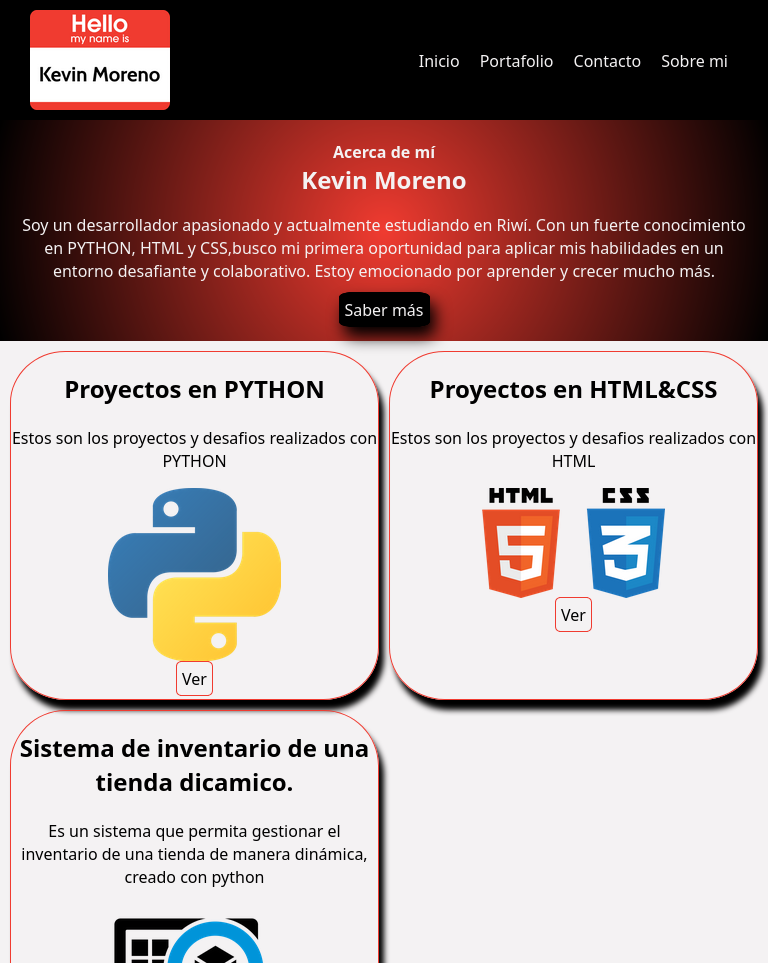 Hello
my name is
Kevin Moreno
Inicio Portafolio Contacto Sobre mi
Acerca de mí
Kevin Moreno
Soy un desarrollador apasionado y actualmente estudiando en Riwí. Con un fuerte conocimiento
en PYTHON, HTML y CSS,busco mi primera oportunidad para aplicar mis habilidades en un
entorno desafiante y colaborativo. Estoy emocionado por aprender y crecer mucho más.
Saber más
Proyectos en PYTHON
Estos son los proyectos y desafios realizados con
PYTHON
Ver
Proyectos en HTML&CSS
Estos son los proyectos y desafios realizados con
HTML
HTML CSS
5 3
Ver
Sistema de inventario de una
tienda dicamico.
Es un sistema que permita gestionar el
inventario de una tienda de manera dinámica,
creado con python